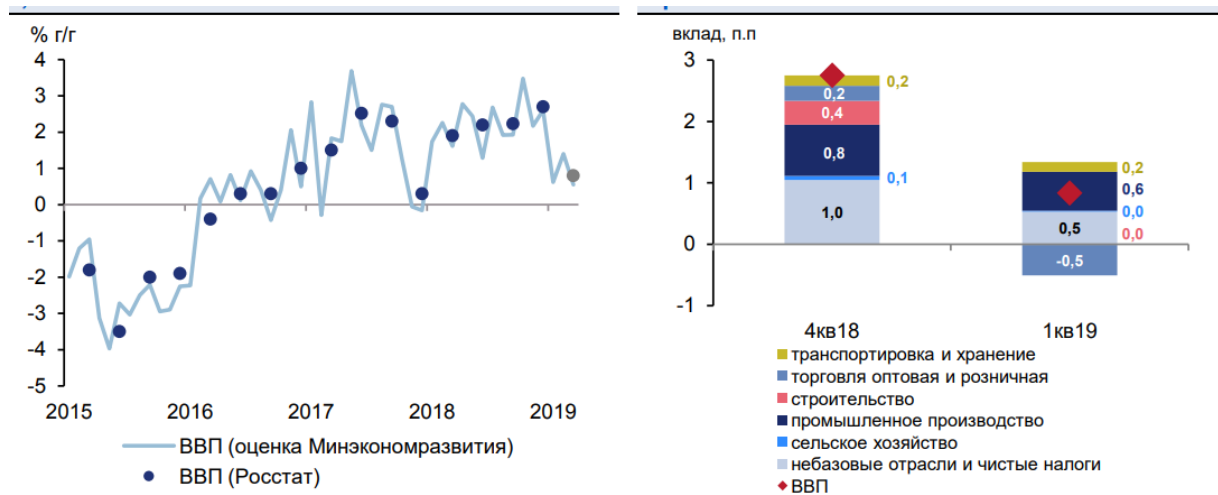 % г/г
4
3
2
1
0
-1
-2
-3
-4
-5
2015 2016 2017 2018 2019
ВВП (оценка Минэкономразвития)
ВВП (Росстат)
вклад, п.п
3
2
1
0
-1
0,2
0,2
0,4
0,8
0,1
1,0
0,2
0,6
0,0
0,5
0,0
-0,5
4кв18 1кв19
транспортировка и хранение
торговля оптовая и розничная
строительство
промышленное производство
сельское хозяйство
небазовые отрасли и чистые налоги
ВВП